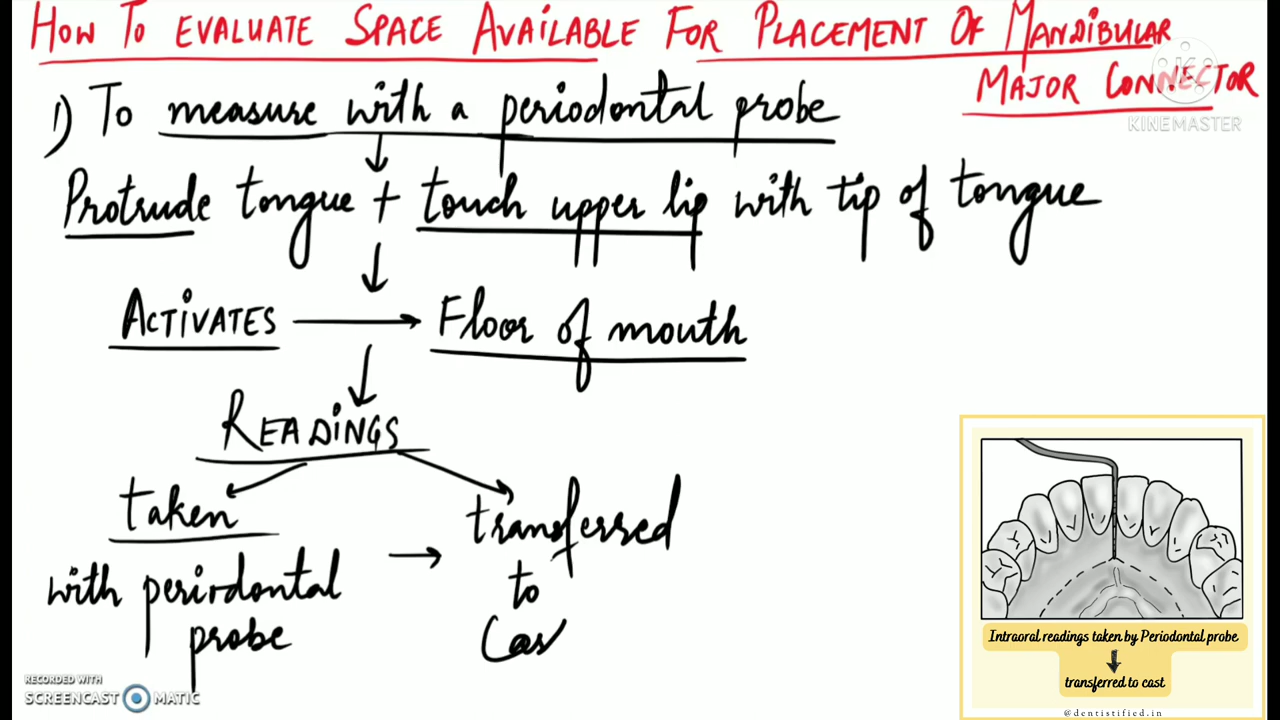 HOW TO EVALUATE SPACE AVAILABLE FOR PLACEMENT OF MANDIBULAR
MAJOR CONNECTOR
KINEMASTER
1) To measure with a periodontal probe
Protrude tongue + touch upper lip with tip of tongue
ACTIVATES → Floor of mouth
READINGS
taken
with periodontal
probe
→ transferred
to
Cas
Intraoral readings taken by Periodontal probe
transferred to cast
@dentistified.in
RECORDED WITH
SCREENCAST MATIC